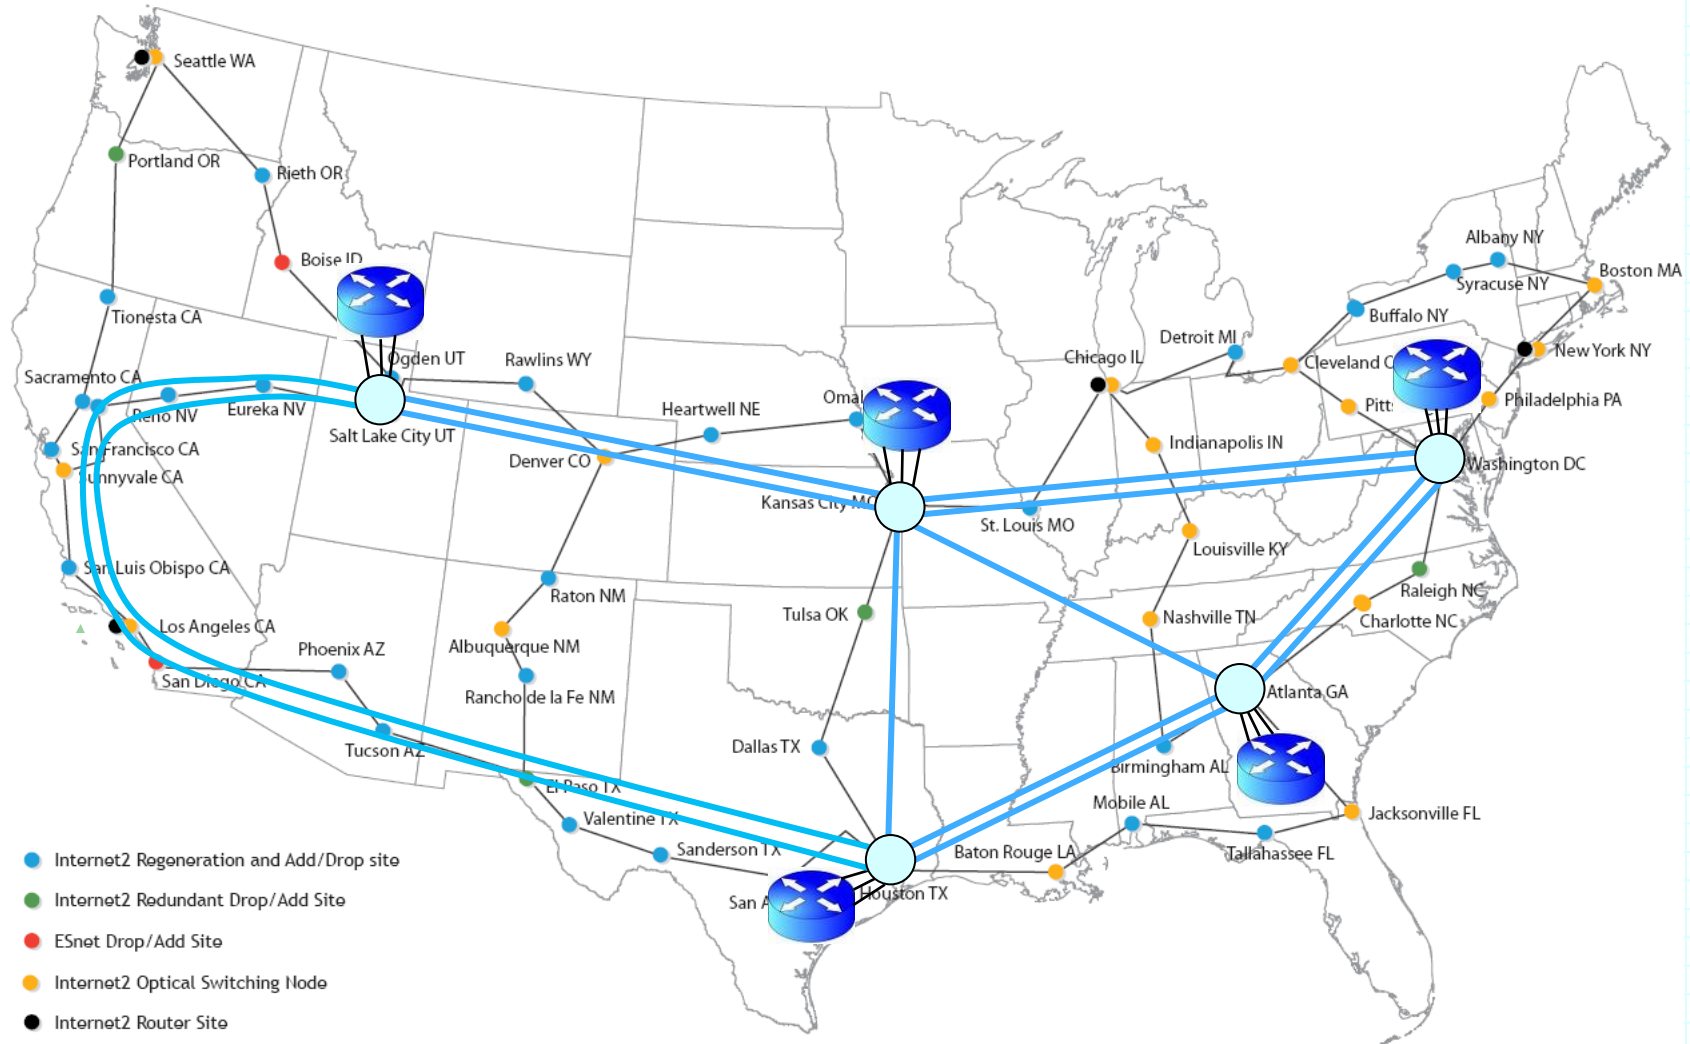 Seattle WA
Portland OR
Rieth OR
Boise ID
Tionesta CA
Ogden UT
Rawlins WY
Sacramento CA
Reno NV
Eureka NV
Salt Lake City UT
San Francisco CA
Sunnyvale CA
Heartwell NE
Denver CO
Kansas City MO
St. Louis MO
Chicago IL
Detroit MI
Cleveland
Buffalo NY
Syracuse NY
Albany NY
Boston MA
New York NY
Philadelphia PA
Washington DC
Indianapolis IN
Louisville KY
Nashville TN
Raleigh NC
Charlotte NC
Atlanta GA
San Luis Obispo CA
Los Angeles CA
San Diego CA
Phoenix AZ
Tucson AZ
Raton NM
Albuquerque NM
Rancho de la Fe NM
El Paso TX
Valentine TX
Sanderson TX
San
Tulsa OK
Dallas TX
Houston TX
Baton Rouge LA
Mobile AL
Birmingham AL
Tallahassee FL
Jacksonville FL
Internet2 Regeneration and Add/Drop site
Internet2 Redundant Drop/Add Site
ESnet Drop/Add Site
Internet2 Optical Switching Node
Internet2 Router Site